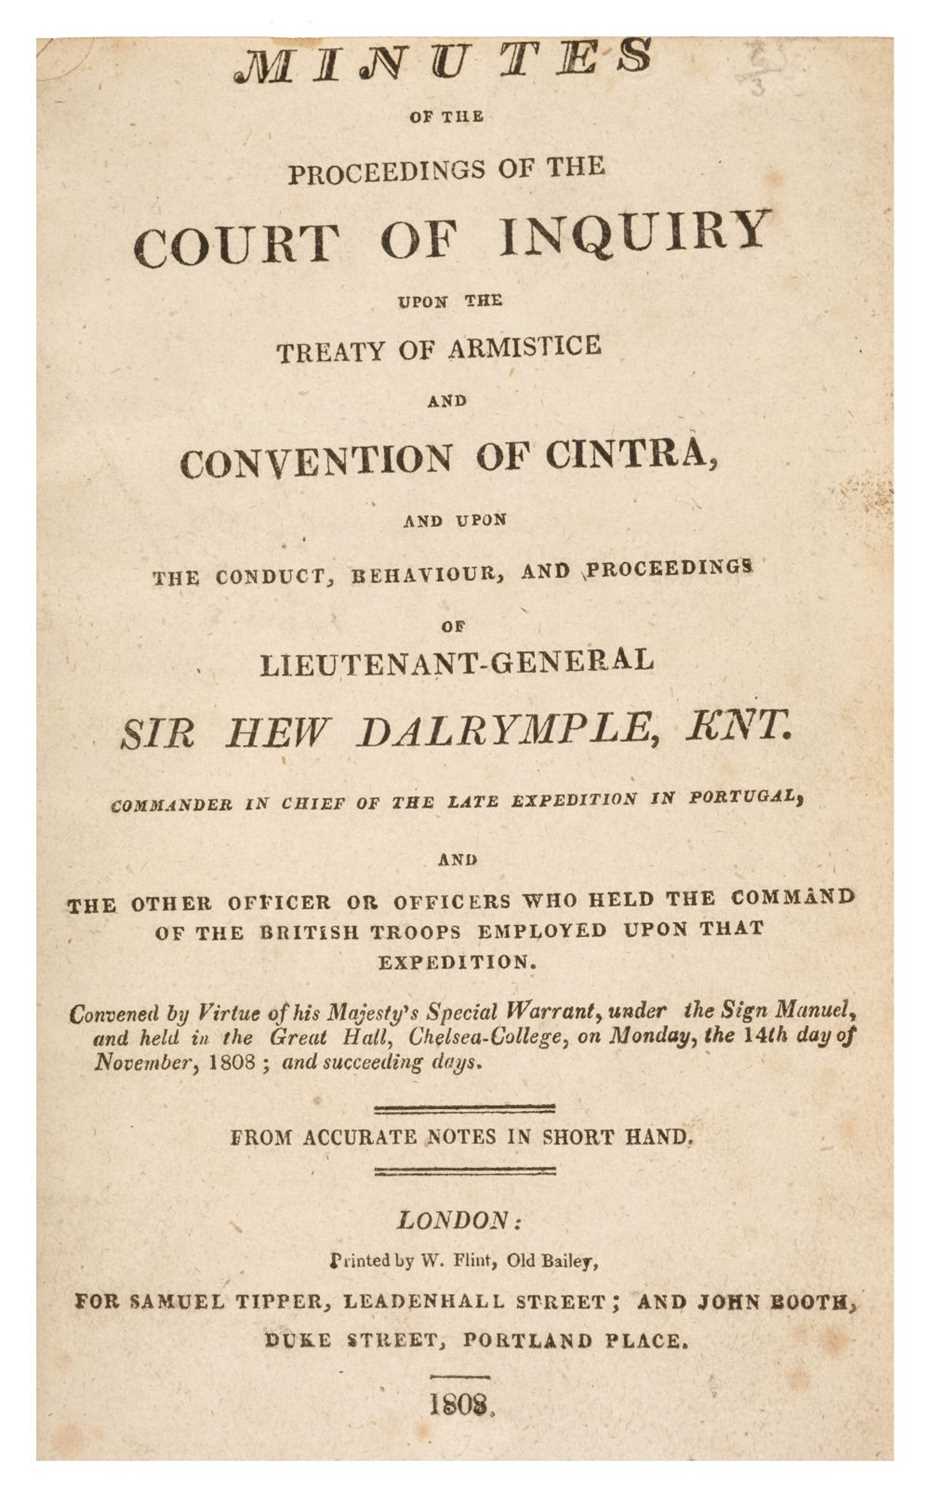 MINUTES
OF THE
PROCEEDINGS OF THE
COURT OF INQUIRY
UPON THE
TREATY OF ARMISTICE
AND
CONVENTION OF CINTRA,
AND UPON
THE CONDUCT, BEHAVIOUR, AND PROCEEDINGS
OF
LIEUTENANT-GENERAL
SIR HEW DALRYMPLE, KNT.
COMMANDER IN CHIEF OF THE LATE EXPEDITION IN PORTUGAL,
AND
THE OTHER OFFICER OR OFFICERS WHO HELD THE COMMAND
OF THE BRITISH TROOPS EMPLOYED UPON THAT
EXPEDITION.
Convened by Virtue of his Majesty's Special Warrant, under the Sign Manuel,
and held in the Great Hall, Chelsea-College, on Monday, the 14th day of
November, 1808 ; and succeeding days.
FROM ACCURATE NOTES IN SHORT HAND.
LONDON:
Printed by W. Flint, Old Bailey,
FOR SAMUEL TIPPER, LEADENHALL STREET; AND JOHN BOOTH,
DUKE STREET, PORTLAND PLACE.
1808.